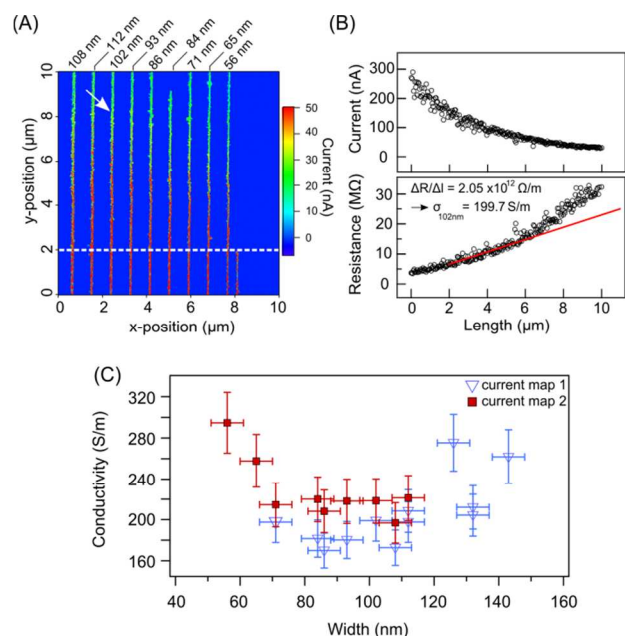 (A)
108 nm
112 nm
102 nm
93 nm
86 nm
84 nm
71 nm
65 nm
56 nm
10
8
6
4
2
0
y-position (µm)
0 2 4 6 8 10
x-position (µm)
50
40
30
20
10
0
Current (nA)
(B)
300
200
100
0
Current (nA)
40
30
20
10
0
Resistance (MΩ)
ΔR/Δl = 2.05 x10¹² Ω/m
→ σ₁₀₂ₙₘ = 199.7 S/m
0 2 4 6 8 10
Length (µm)
(C)
320
280
240
200
160
Conductivity (S/m)
current map 1
current map 2
40 60 80 100 120 140 160
Width (nm)